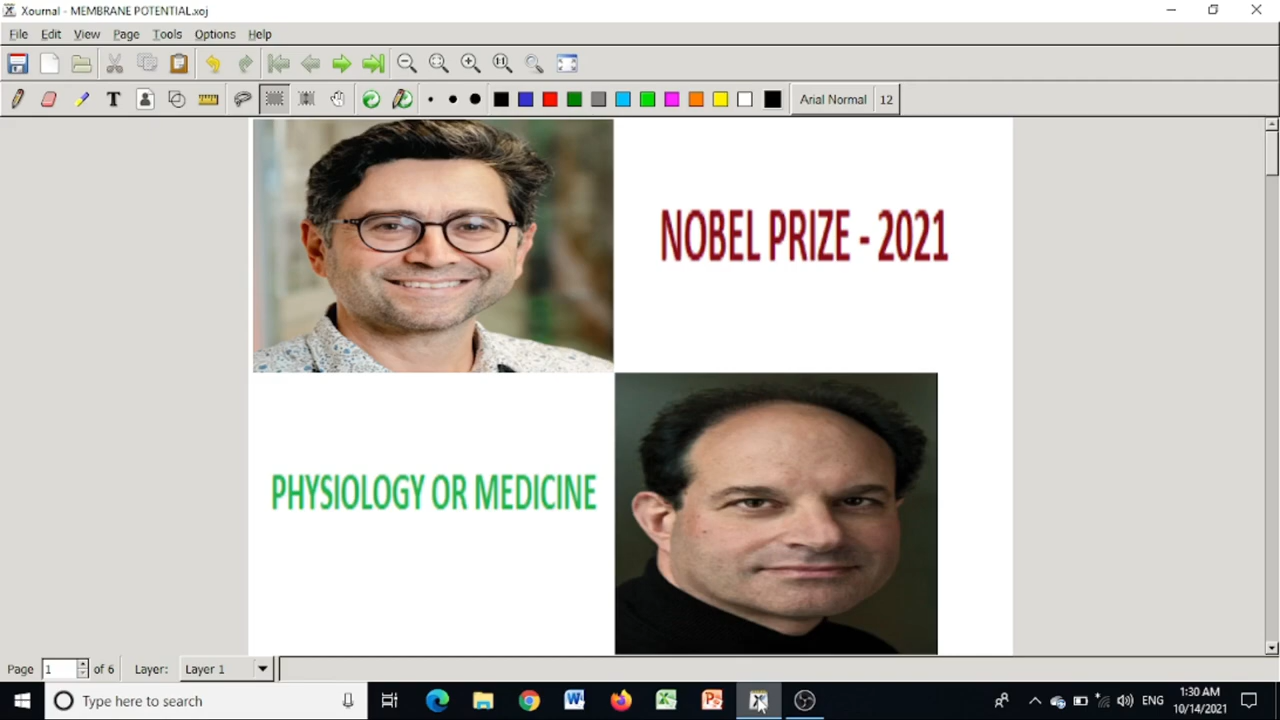 Xournal - MEMBRANE POTENTIAL.xoj
File Edit View Page Tools Options Help
Arial Normal 12
NOBEL PRIZE - 2021
PHYSIOLOGY OR MEDICINE
Page 1 of 6 Layer: Layer 1
Type here to search
ENG
1:30 AM
10/14/2021